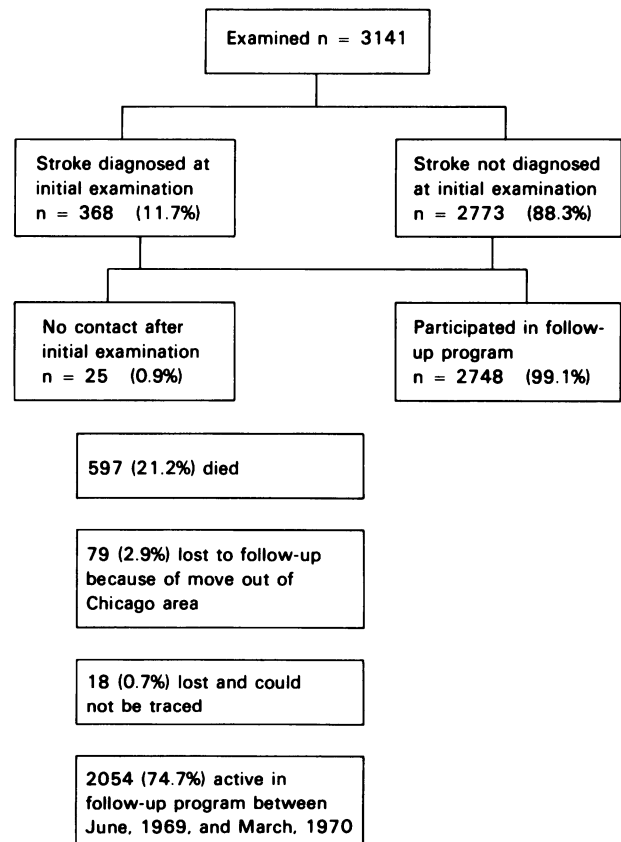 Examined n = 3141
Stroke diagnosed at
initial examination
n = 368 (11.7%)
Stroke not diagnosed
at initial examination
n = 2773 (88.3%)
No contact after
initial examination
n = 25 (0.9%)
Participated in follow-
up program
n = 2748 (99.1%)
597 (21.2%) died
79 (2.9%) lost to follow-up
because of move out of
Chicago area
18 (0.7%) lost and could
not be traced
2054 (74.7%) active in
follow-up program between
June, 1969, and March, 1970